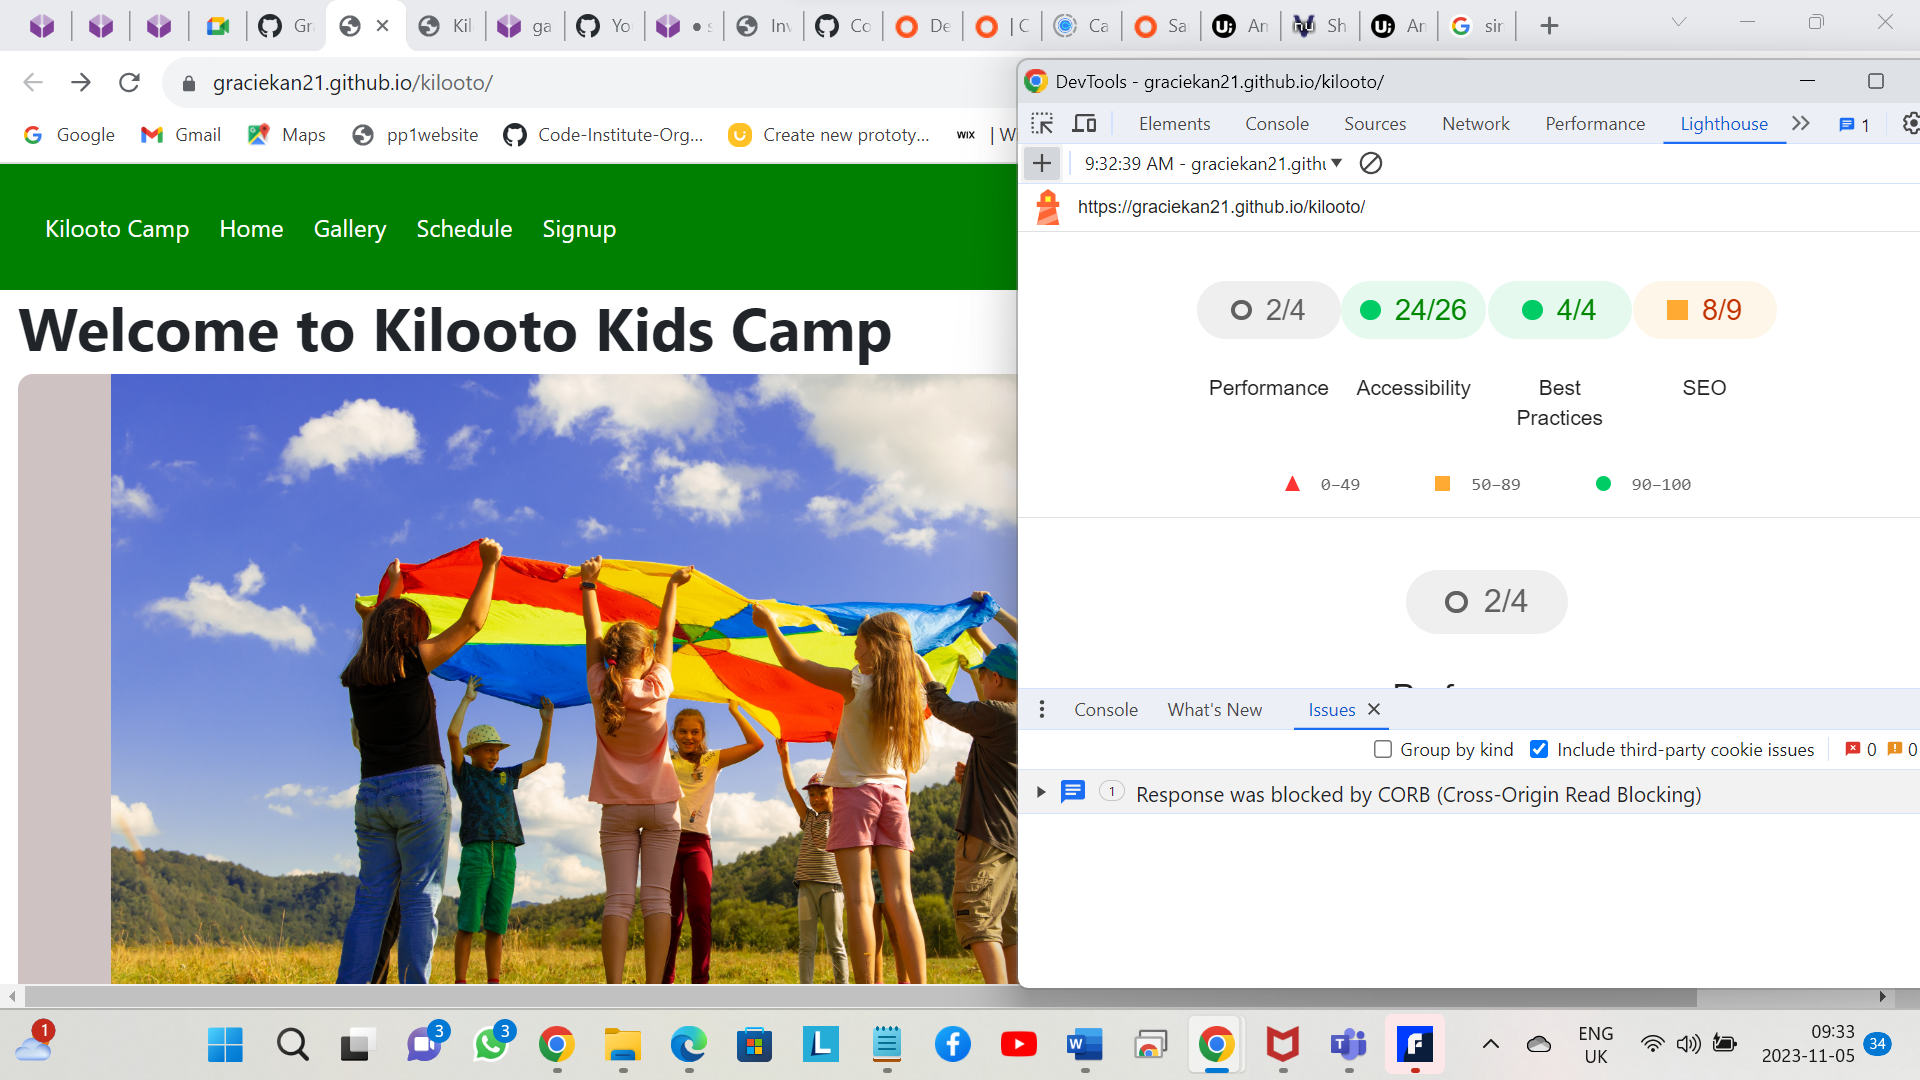 Gr
Kil
ga
Yo
s
Inv
Co
De
| C
Ca
Sa
An
Sh
An
sir
graciekan21.github.io/kilooto/
Google
Gmail
Maps
pp1website
Code-Institute-Org...
Create new prototy...
WIX
| W
Kilooto Camp
Home
Gallery
Schedule
Signup
Welcome to Kilooto Kids Camp
DevTools - graciekan21.github.io/kilooto/
Elements
Console
Sources
Network
Performance
Lighthouse
1
9:32:39 AM - graciekan21.githu
https://graciekan21.github.io/kilooto/
2/4
24/26
4/4
8/9
Performance
Accessibility
Best
Practices
SEO
0–49
50–89
90–100
2/4
Console
What's New
Issues
Group by kind
Include third-party cookie issues
0
0
1
Response was blocked by CORB (Cross-Origin Read Blocking)
1
3
3
ENG
UK
09:33
2023-11-05
34